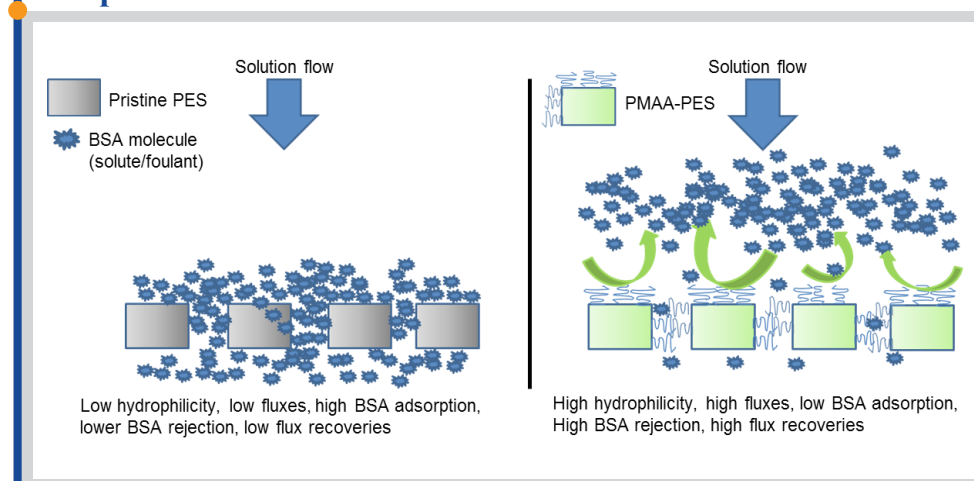 Solution flow
Pristine PES
BSA molecule
(solute/foulant)
Low hydrophilicity, low fluxes, high BSA adsorption,
lower BSA rejection, low flux recoveries
Solution flow
PMAA-PES
High hydrophilicity, high fluxes, low BSA adsorption,
High BSA rejection, high flux recoveries